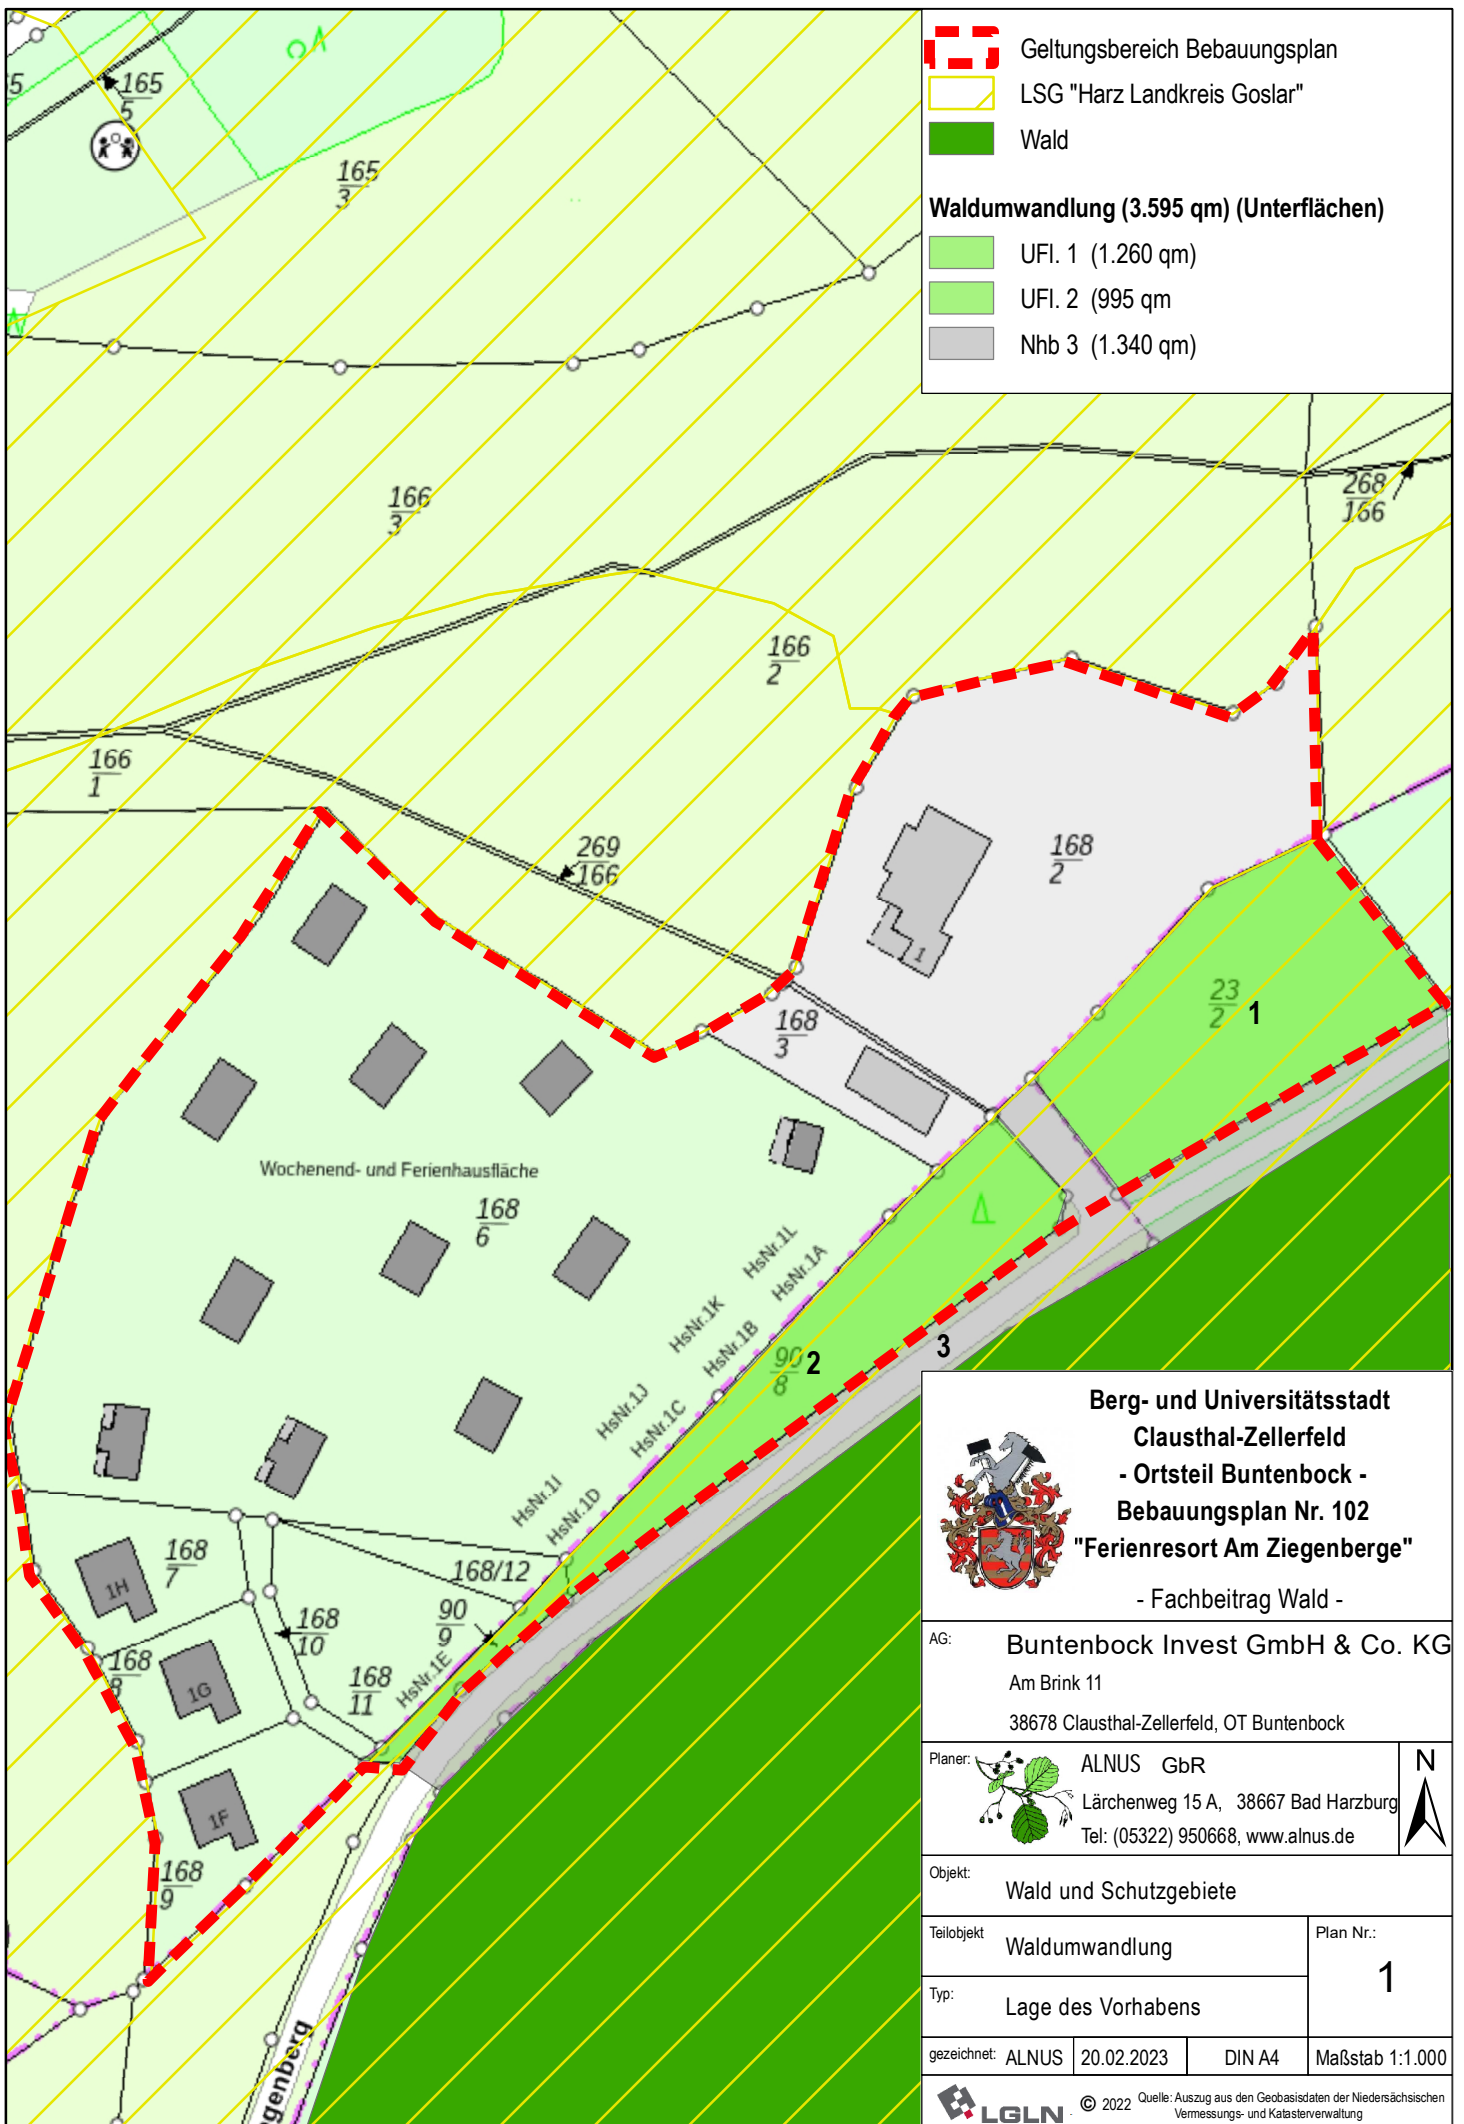 Geltungsbereich Bebauungsplan
LSG "Harz Landkreis Goslar"
Wald
Waldumwandlung (3.595 qm) (Unterflächen)
UFl. 1 (1.260 qm)
UFl. 2 (995 qm
Nhb 3 (1.340 qm)
165
5
165
3
166
3
268
166
166
2
166
1
269
166
168
2
1
168
3
23
2
1
Wochenend- und Ferienhausfläche
168
6
HsNr.1L
HsNr.1A
HsNr.1K
HsNr.1B
90
8
2
3
HsNr.1J
HsNr.1C
HsNr.1I
HsNr.1D
168
7
1H
168/12
168
10
90
9
168
8
1G
168
11
HsNr.1E
1F
168
9
genberg
Berg- und Universitätsstadt
Clausthal-Zellerfeld
- Ortsteil Buntenbock -
Bebauungsplan Nr. 102
"Ferienresort Am Ziegenberge"
- Fachbeitrag Wald -
AG: Buntenbock Invest GmbH & Co. KG
Am Brink 11
38678 Clausthal-Zellerfeld, OT Buntenbock
Planer: ALNUS GbR
Lärchenweg 15 A, 38667 Bad Harzburg
Tel: (05322) 950668, www.alnus.de
N
Objekt: Wald und Schutzgebiete
Teilobjekt Waldumwandlung
Plan Nr.:
1
Typ: Lage des Vorhabens
gezeichnet: ALNUS 20.02.2023 DIN A4 Maßstab 1:1.000
LGLN © 2022 Quelle: Auszug aus den Geobasisdaten der Niedersächsischen
Vermessungs- und Katasterverwaltung